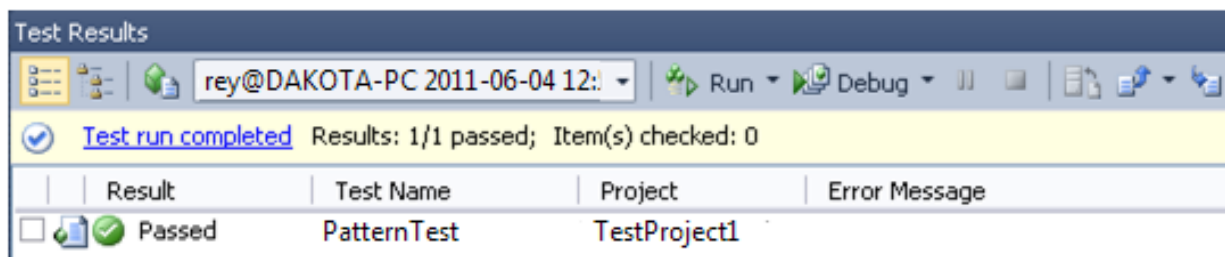 Test Results
rey@DAKOTA-PC 2011-06-04 12: Run Debug
Test run completed Results: 1/1 passed; Item(s) checked: 0
Result Test Name Project Error Message
Passed PatternTest TestProject1